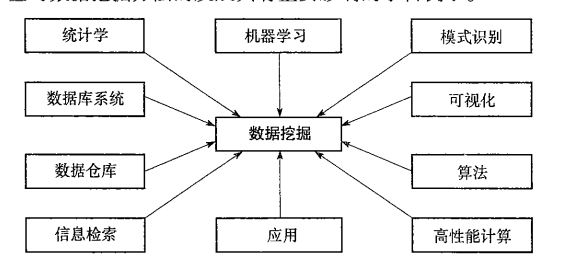 统计学 机器学习 模式识别
数据库系统 可视化
数据挖掘
数据仓库 算法
信息检索 应用 高性能计算